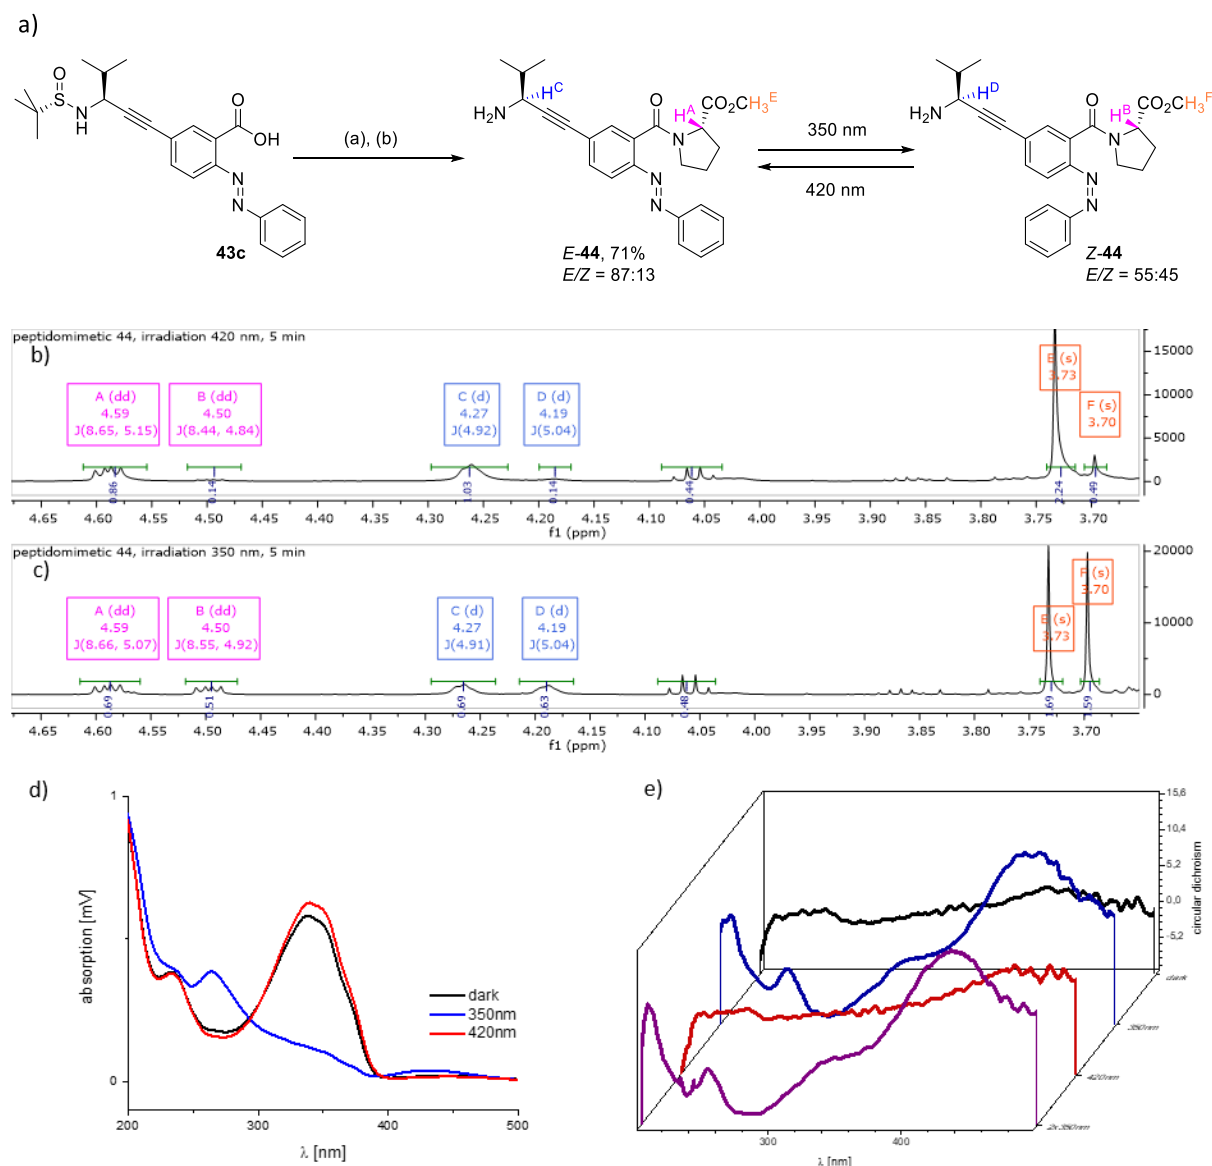 a)
O
S
N
H
O
OH
N
N
43c
(a), (b)
H^C
H2N
O
H^A
N
CO2CH3^E
N
N
E-44, 71%
E/Z = 87:13
350 nm
420 nm
H^D
H2N
O
H^B
N
CO2CH3^F
N
N
Z-44
E/Z = 55:45
peptidomimetic 44, irradiation 420 nm, 5 min
b)
A (dd)
4.59
J(8.65, 5.15)
B (dd)
4.50
J(8.44, 4.84)
C (d)
4.27
J(4.92)
D (d)
4.19
J(5.04)
E (s)
3.73
F (s)
3.70
15000
10000
5000
0
0.86
0.14
1.03
0.14
0.44
2.24
0.49
4.65 4.60 4.55 4.50 4.45 4.40 4.35 4.30 4.25 4.20 4.15 4.10 4.05 4.00 3.95 3.90 3.85 3.80 3.75 3.70
f1 (ppm)
peptidomimetic 44, irradiation 350 nm, 5 min
c)
A (dd)
4.59
J(8.66, 5.07)
B (dd)
4.50
J(8.55, 4.92)
C (d)
4.27
J(4.91)
D (d)
4.19
J(5.04)
E (s)
3.73
F (s)
3.70
20000
15000
10000
5000
0
0.69
0.51
0.69
0.63
0.48
1.69
1.59
4.65 4.60 4.55 4.50 4.45 4.40 4.35 4.30 4.25 4.20 4.15 4.10 4.05 4.00 3.95 3.90 3.85 3.80 3.75 3.70
f1 (ppm)
d)
1
0
absorption [mV]
dark
350nm
420nm
200 300 400 500
λ [nm]
e)
15,6
10,4
5,2
0,0
-5,2
circular dichroism
dark
350nm
420nm
2x 350nm
300 400
λ [nm]